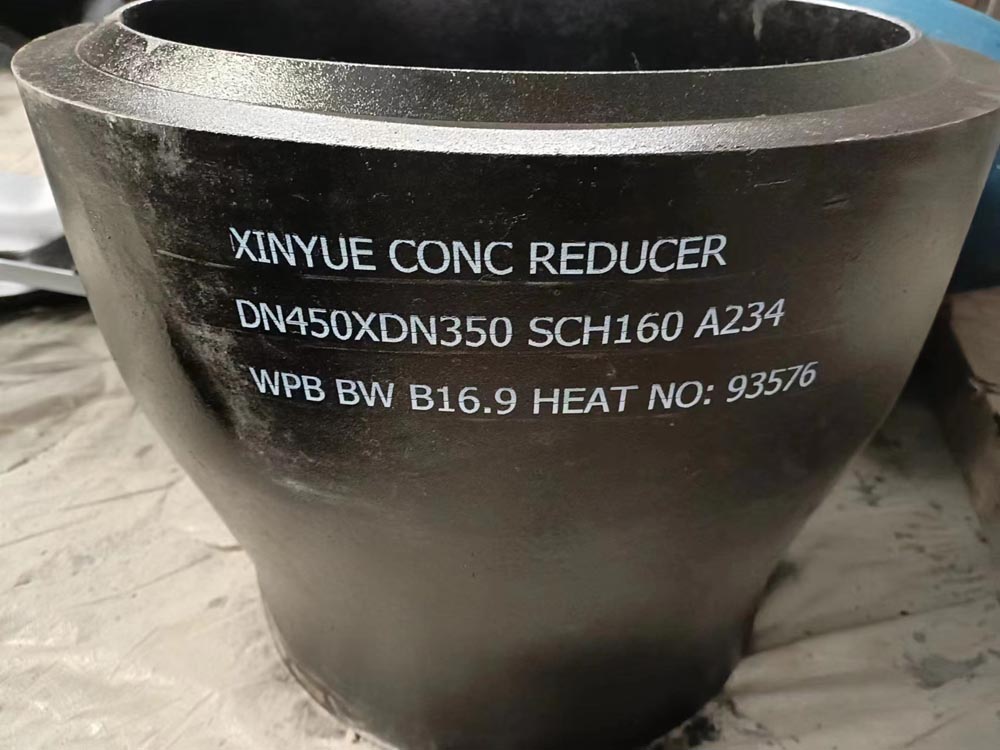 XINYUE CONC REDUCER
DN450XDN350 SCH160 A234
WPB BW B16.9 HEAT NO: 93576